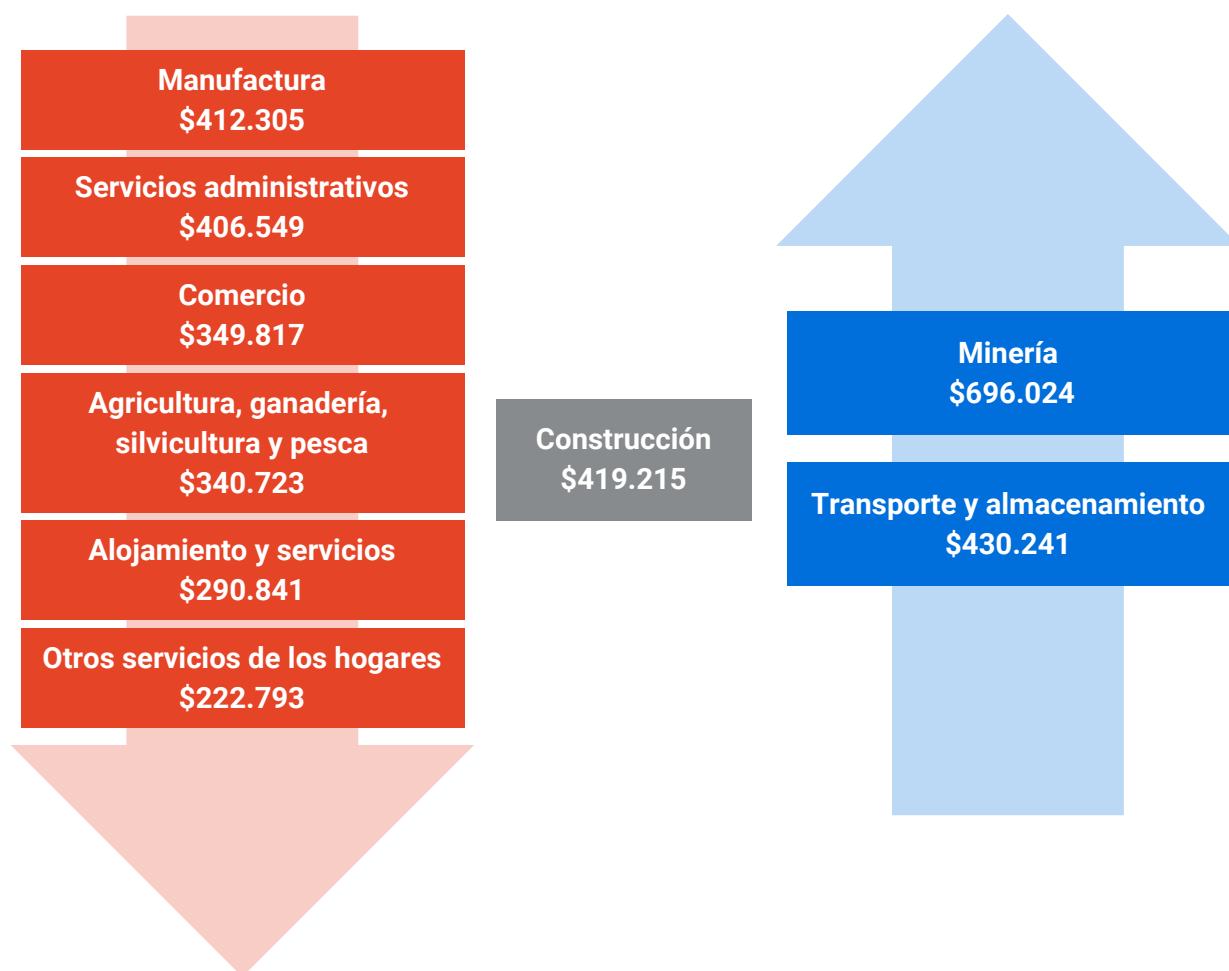 Manufactura
$412.305
Servicios administrativos
$406.549
Comercio
$349.817
Agricultura, ganadería,
silvicultura y pesca
$340.723
Alojamiento y servicios
$290.841
Otros servicios de los hogares
$222.793
Construcción
$419.215
Minería
$696.024
Transporte y almacenamiento
$430.241